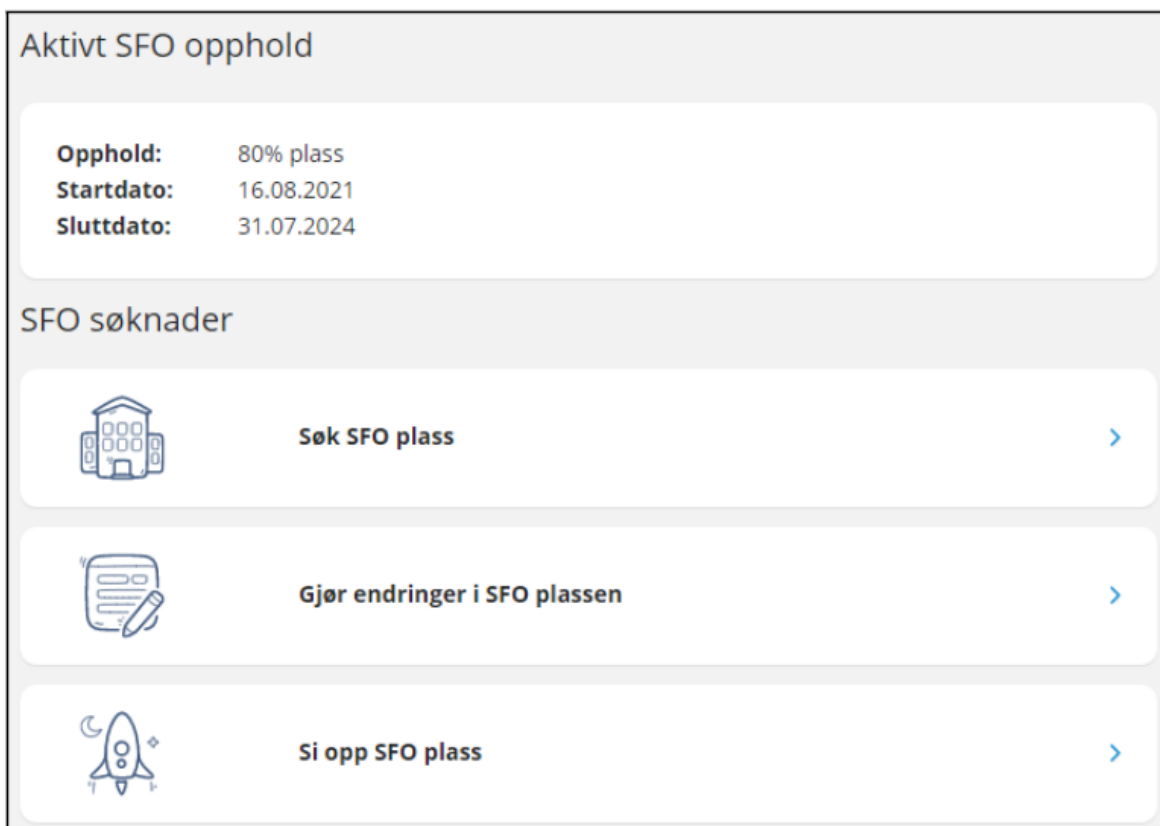 Aktivt SFO opphold
Opphold: 80% plass
Startdato: 16.08.2021
Sluttdato: 31.07.2024
SFO søknader
Søk SFO plass
Gjør endringer i SFO plassen
Si opp SFO plass